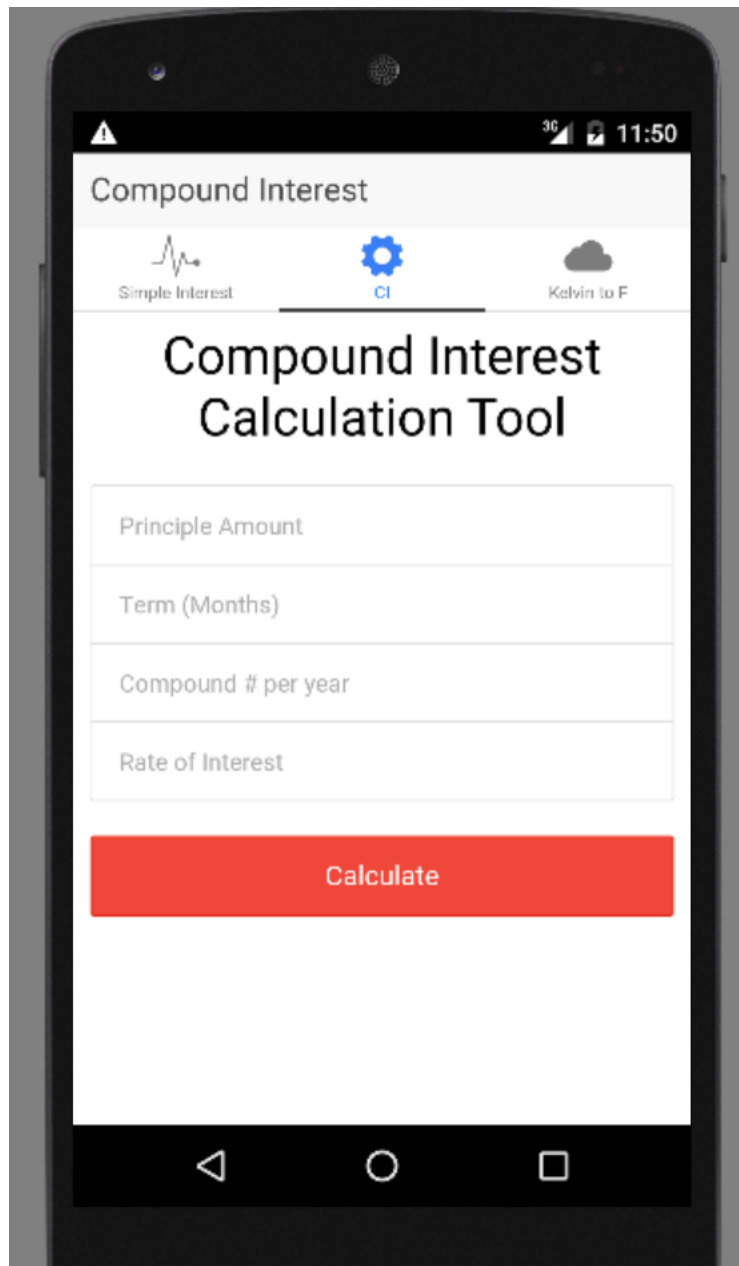 3G 11:50
Compound Interest
Simple Interest CI Kelvin to F
Compound Interest
Calculation Tool
Principle Amount
Term (Months)
Compound # per year
Rate of Interest
Calculate